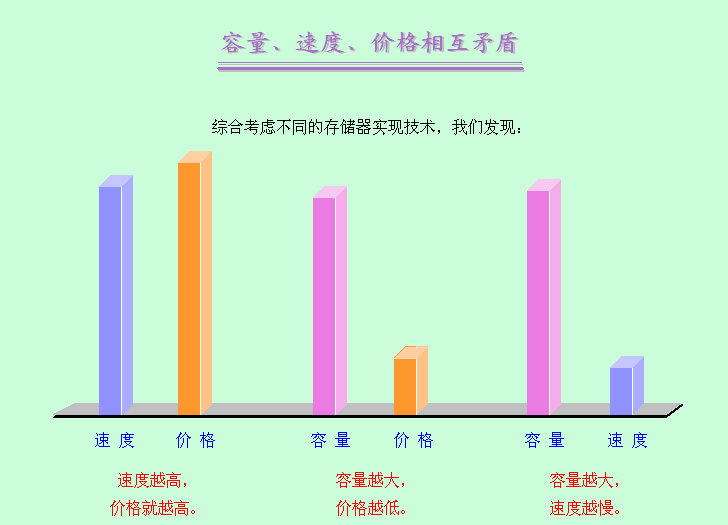 容量、速度、价格相互矛盾
综合考虑不同的存储器实现技术，我们发现：
速 度 价 格 容 量 价 格 容 量 速 度
速度越高， 容量越大， 容量越大，
价格就越高。 价格越低。 速度越慢。